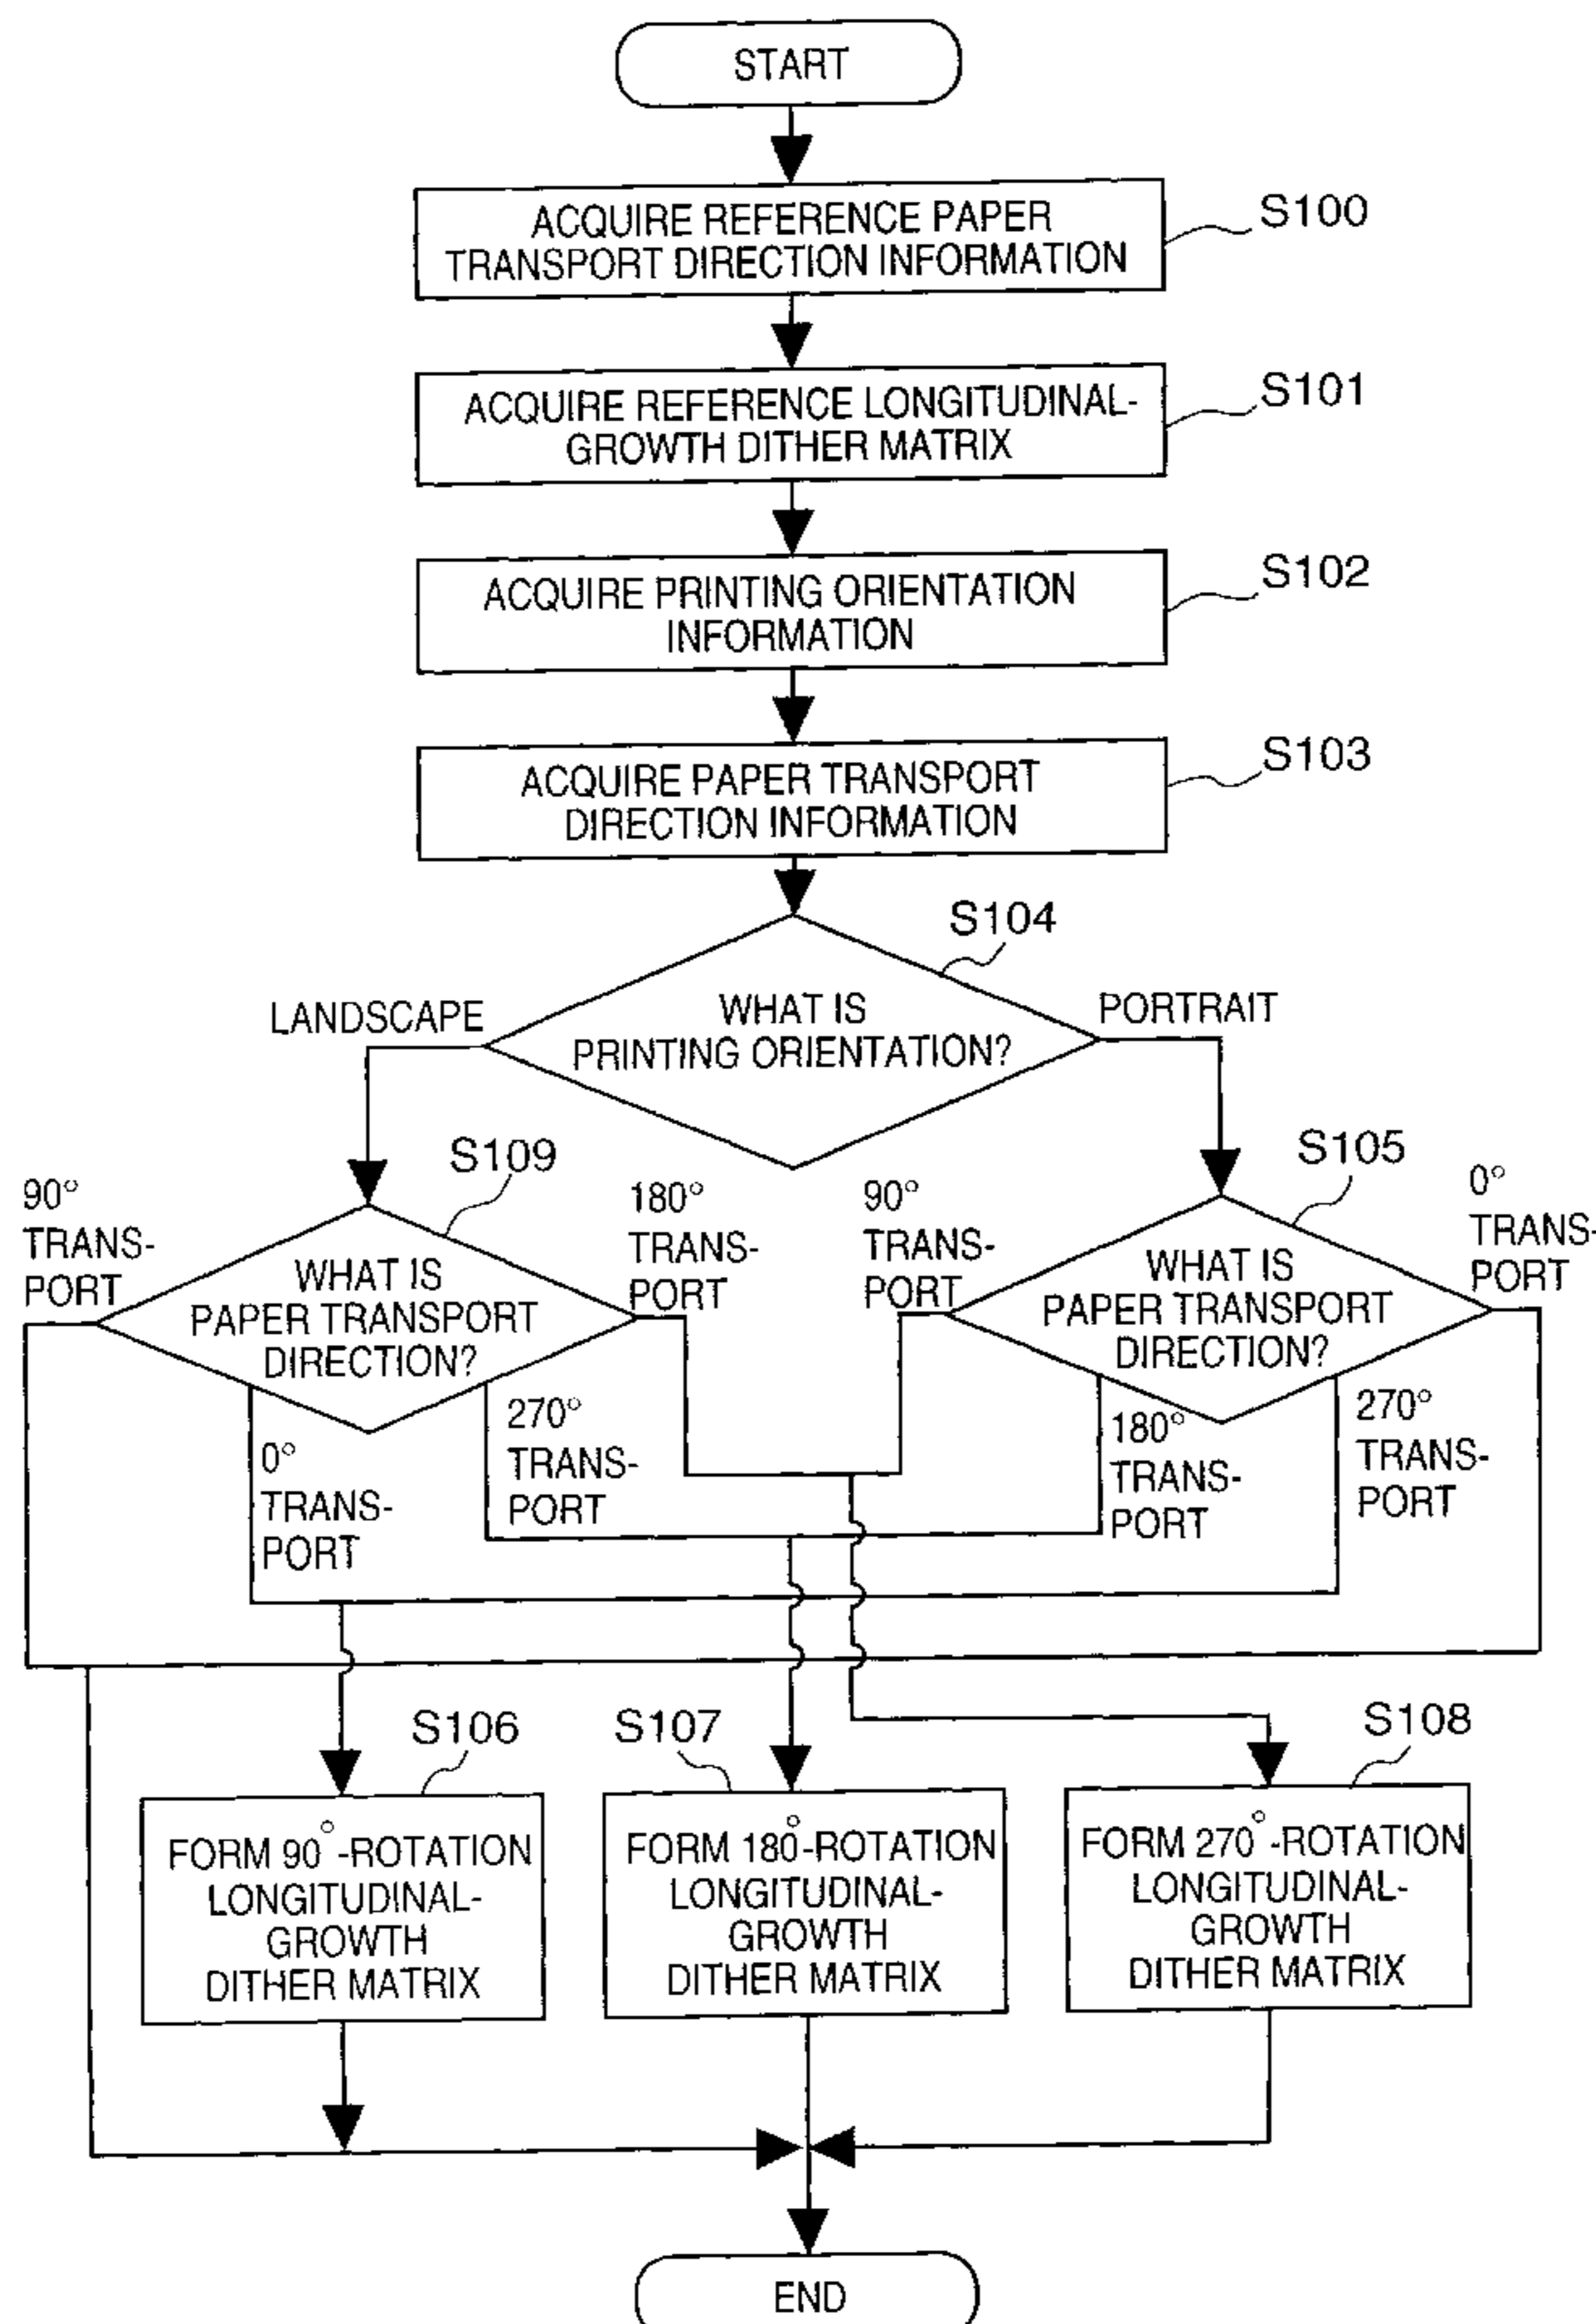 START
ACQUIRE REFERENCE PAPER
TRANSPORT DIRECTION INFORMATION
S100
ACQUIRE REFERENCE LONGITUDINAL-
GROWTH DITHER MATRIX
S101
ACQUIRE PRINTING ORIENTATION
INFORMATION
S102
ACQUIRE PAPER TRANSPORT
DIRECTION INFORMATION
S103
S104
WHAT IS
PRINTING ORIENTATION?
LANDSCAPE
PORTRAIT
S109
WHAT IS
PAPER TRANSPORT
DIRECTION?
90°
TRANS-
PORT
180°
TRANS-
PORT
0°
TRANS-
PORT
270°
TRANS-
PORT
S105
WHAT IS
PAPER TRANSPORT
DIRECTION?
90°
TRANS-
PORT
0°
TRANS-
PORT
180°
TRANS-
PORT
270°
TRANS-
PORT
S106
FORM 90°-ROTATION
LONGITUDINAL-
GROWTH
DITHER MATRIX
S107
FORM 180°-ROTATION
LONGITUDINAL-
GROWTH
DITHER MATRIX
S108
FORM 270°-ROTATION
LONGITUDINAL-
GROWTH
DITHER MATRIX
END